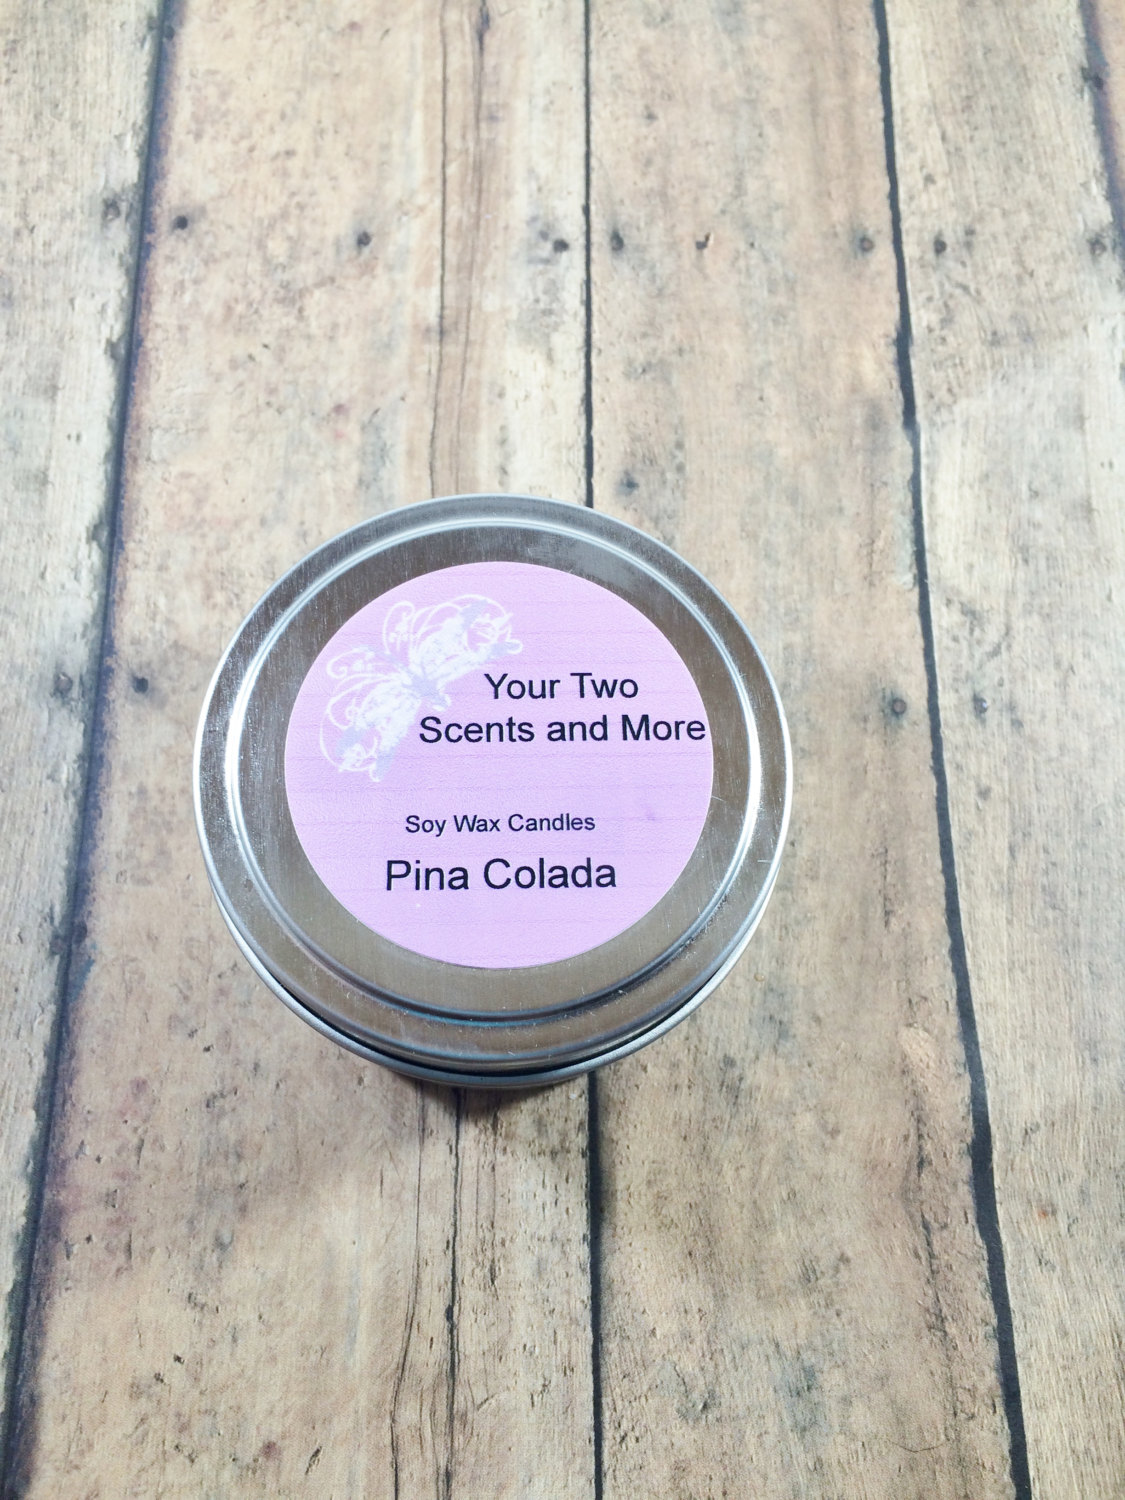 Your Two
Scents and More
Soy Wax Candles
Pina Colada